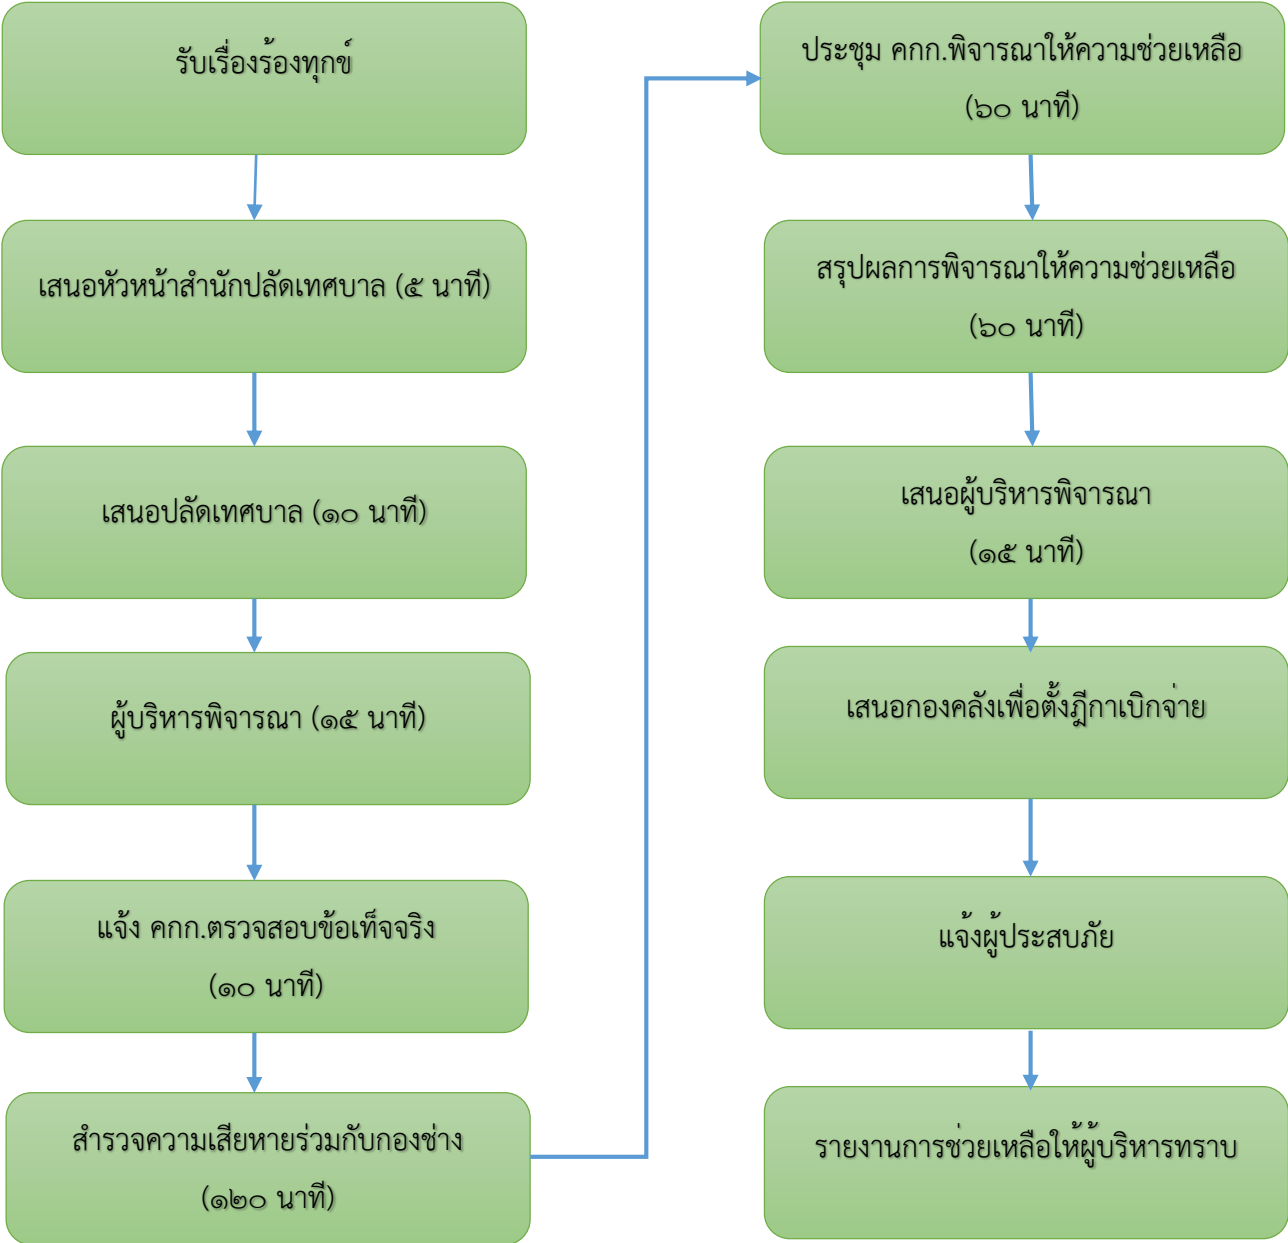 รับเรื่องร้องทุกข์
เสนอหัวหน้าสำนักปลัดเทศบาล (๕ นาที)
เสนอปลัดเทศบาล (๑๐ นาที)
ผู้บริหารพิจารณา (๑๕ นาที)
แจ้ง คกก.ตรวจสอบข้อเท็จจริง
(๑๐ นาที)
สำรวจความเสียหายร่วมกับกองช่าง
(๑๒๐ นาที)
ประชุม คกก.พิจารณาให้ความช่วยเหลือ
(๖๐ นาที)
สรุปผลการพิจารณาให้ความช่วยเหลือ
(๖๐ นาที)
เสนอผู้บริหารพิจารณา
(๑๕ นาที)
เสนอกองคลังเพื่อตั้งฎีกาเบิกจ่าย
แจ้งผู้ประสบภัย
รายงานการช่วยเหลือให้ผู้บริหารทราบ